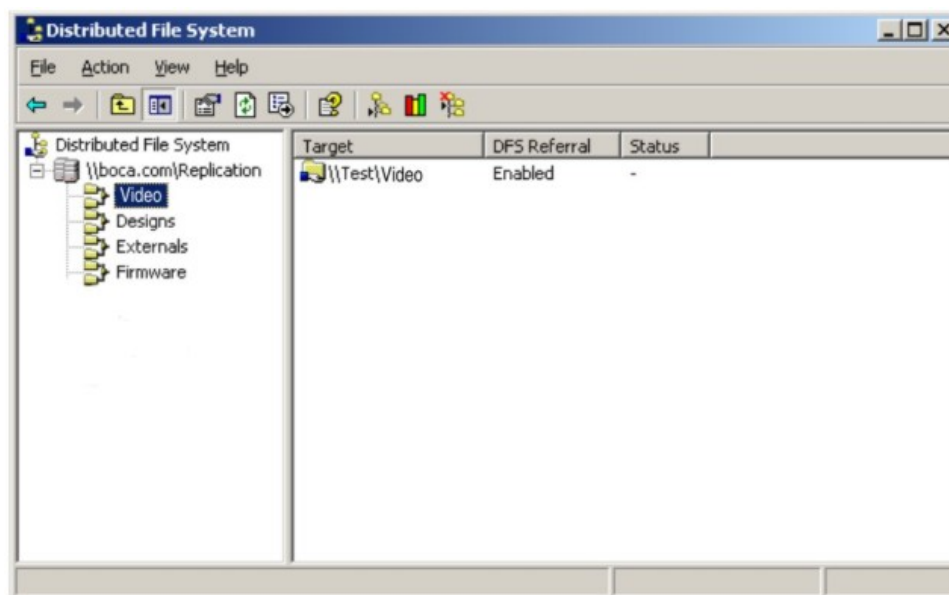 Distributed File System
File Action View Help
Distributed File System
\\boca.com\Replication
Video
Designs
Externals
Firmware
Target DFS Referral Status
\\Test\Video Enabled -